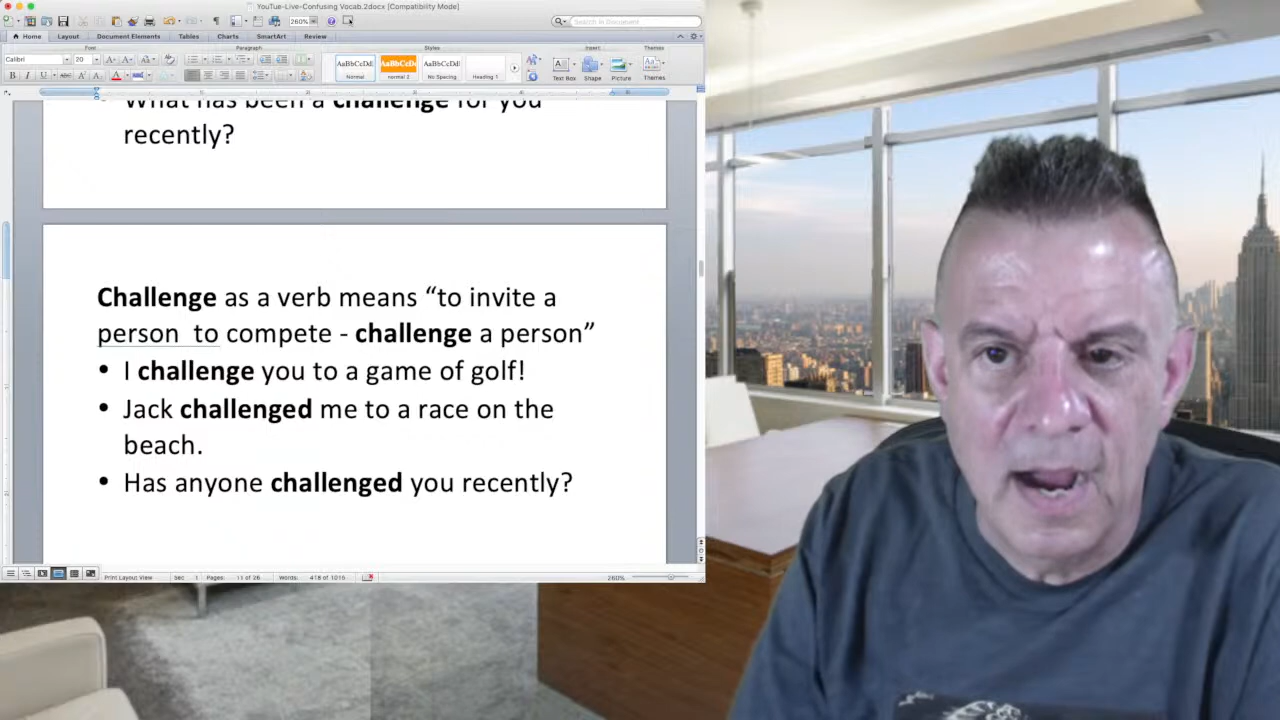 YouTue-Live-Confusing Vocab.2docx [Compatibility Mode]
260%
Search in Document
Home Layout Document Elements Tables Charts SmartArt Review
Font Paragraph Styles Insert Themes
Calibri 20
AaBbCcDd AaBbCcDd AaBbCcDd AaBbCcDd
Normal normal 2 No Spacing Heading 1 Text Box Shape Picture Themes
What has been a challenge for you
recently?
Challenge as a verb means “to invite a
person to compete - challenge a person”
• I challenge you to a game of golf!
• Jack challenged me to a race on the
beach.
• Has anyone challenged you recently?
Print Layout View Sec 1 Pages: 11 of 26 Words: 418 of 1016 260%